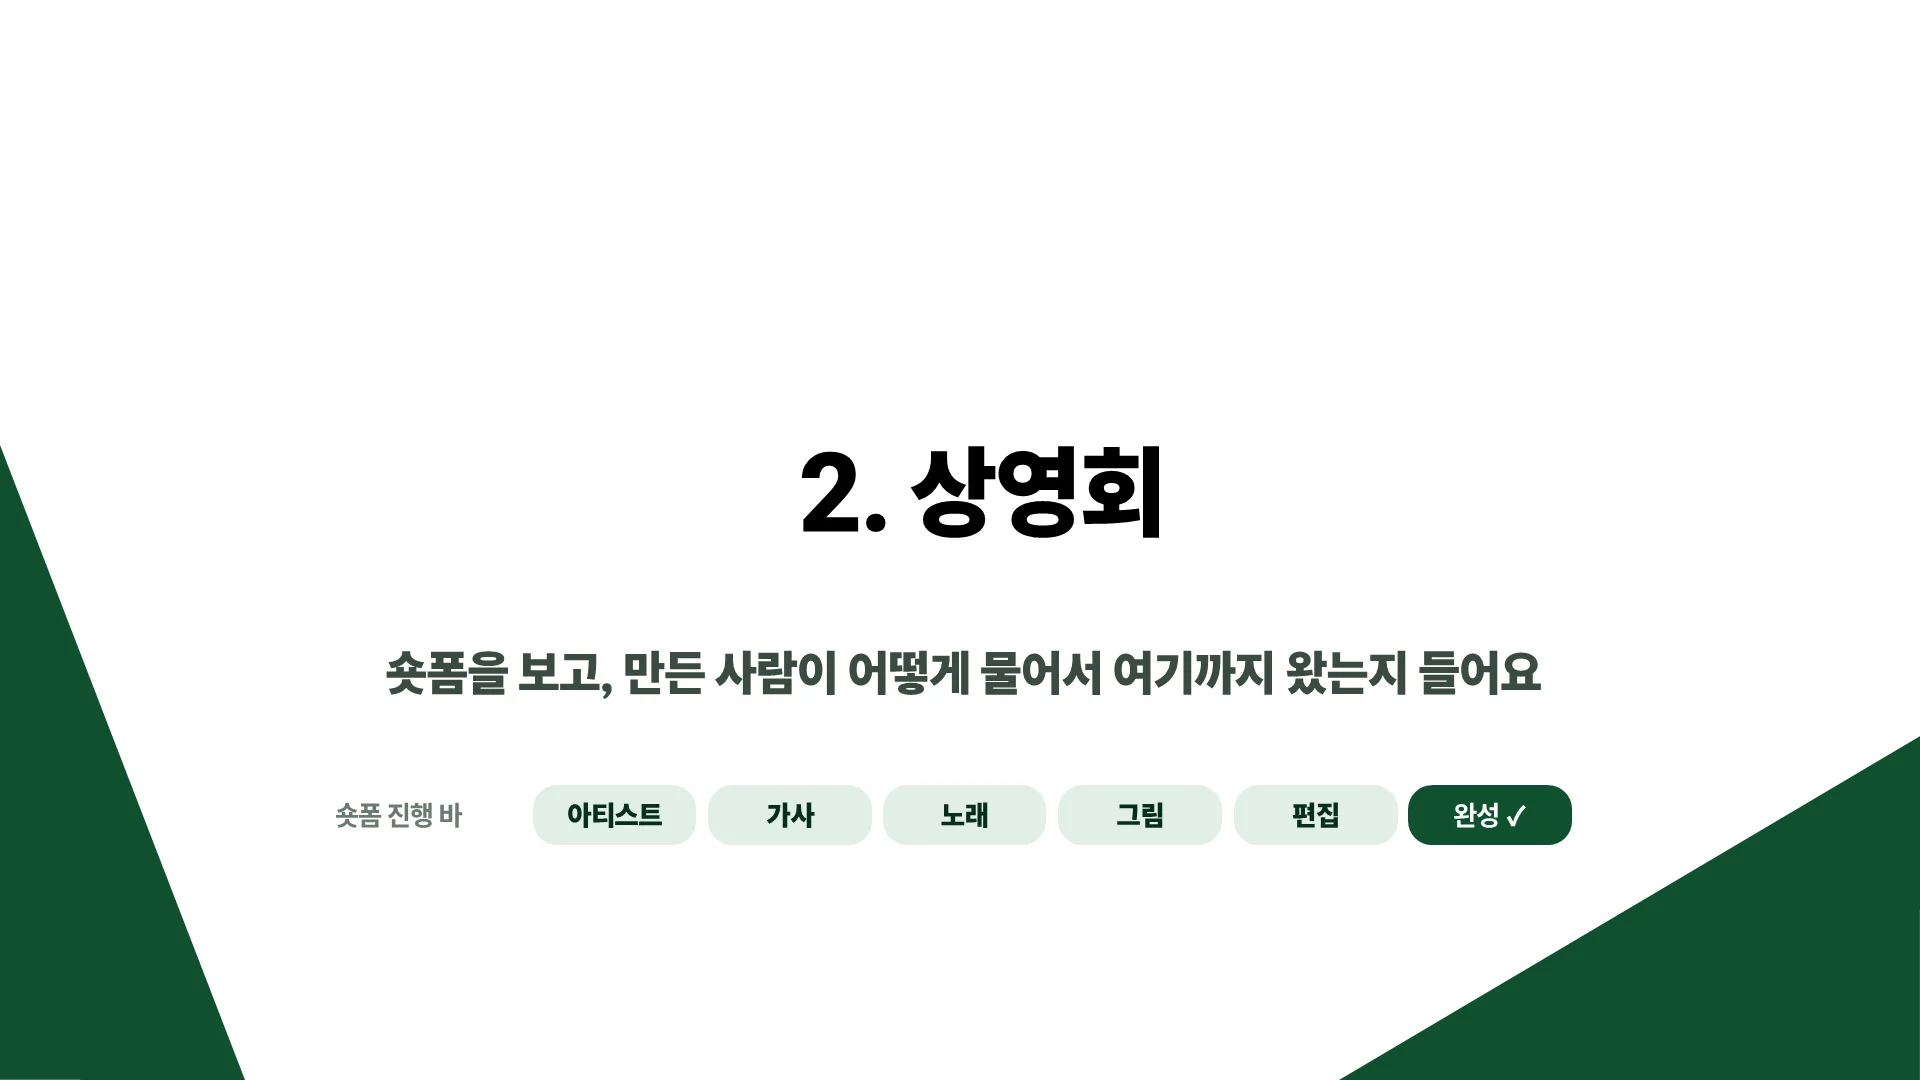 2. 상영회
숏폼을 보고, 만든 사람이 어떻게 물어서 여기까지 왔는지 들어요
숏폼 진행 바 아티스트 가사 노래 그림 편집 완성 ✓